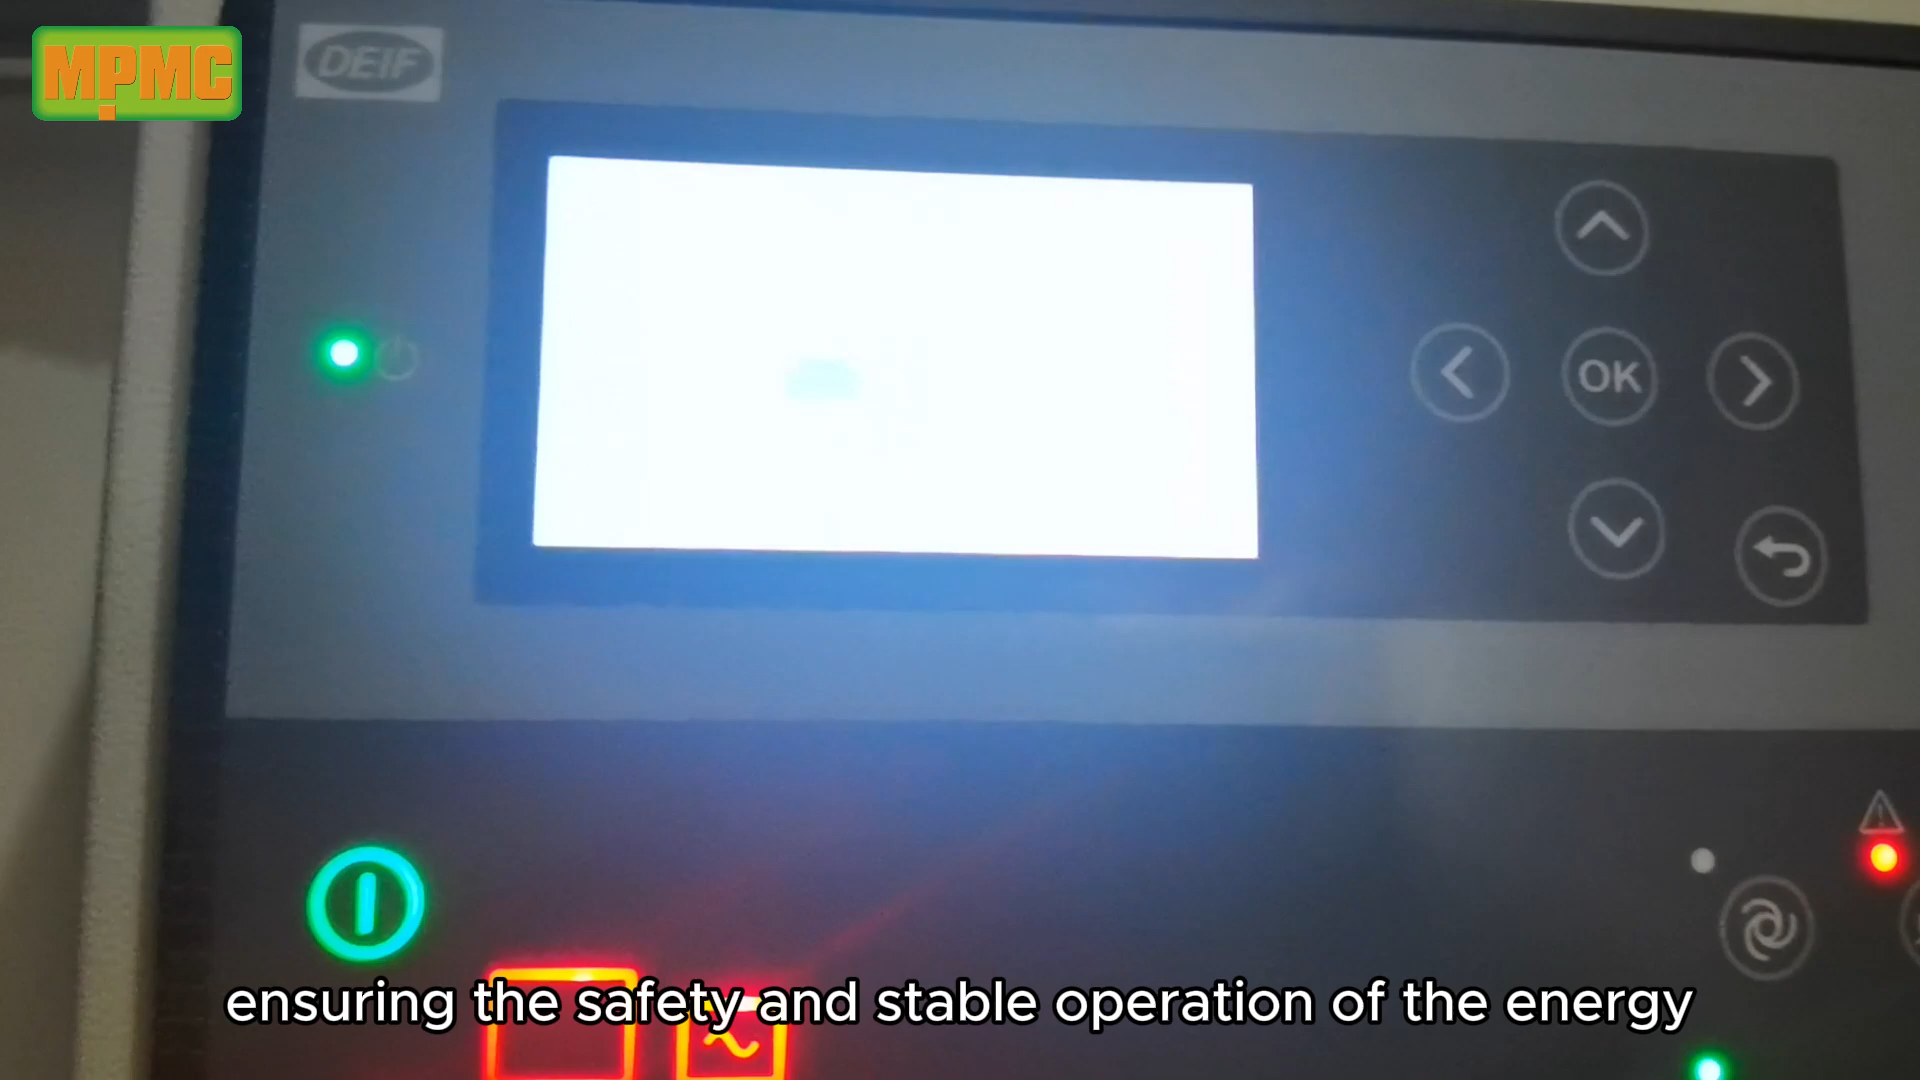 MPMC
DEIF
OK
ensuring the safety and stable operation of the energy